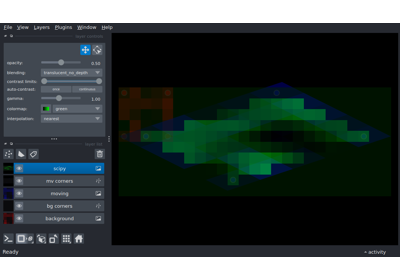 File View Layers Plugins Window Help
opacity: 0.50
blending: translucent_no_depth
contrast limits:
auto-contrast: once continuous
gamma: 1.00
colormap: green
interpolation: nearest
scipy
mv corners
moving
bg corners
background
Ready activity